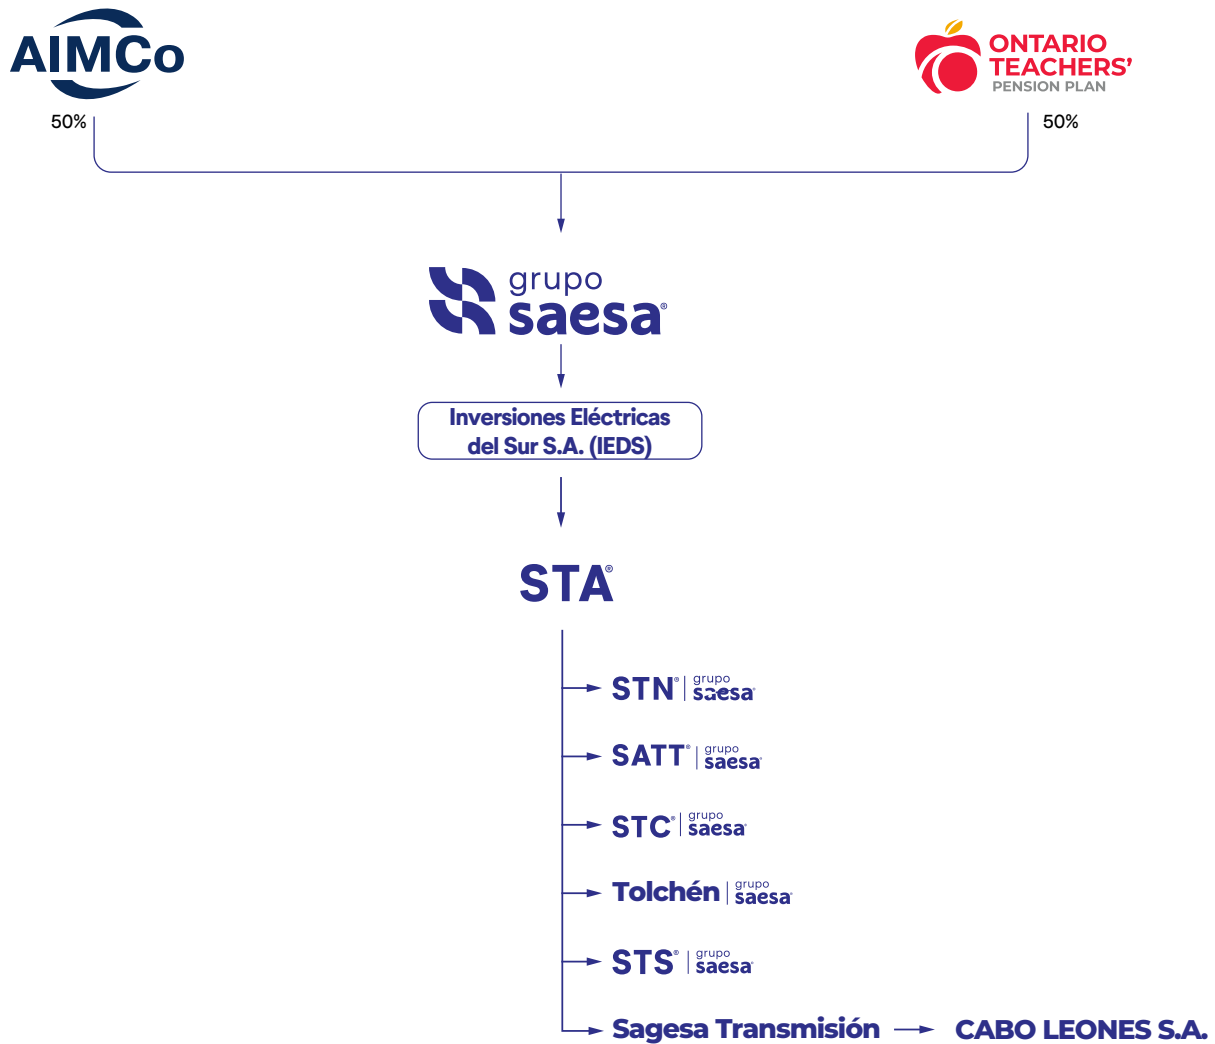 AIMCo
ONTARIO
TEACHERS'
PENSION PLAN
50%
50%
grupo
saesa®
Inversiones Eléctricas
del Sur S.A. (IEDS)
STA®
STN® | grupo saesa®
SATT® | grupo saesa®
STC® | grupo saesa®
Tolchén | grupo saesa®
STS® | grupo saesa®
Sagesa Transmisión
CABO LEONES S.A.